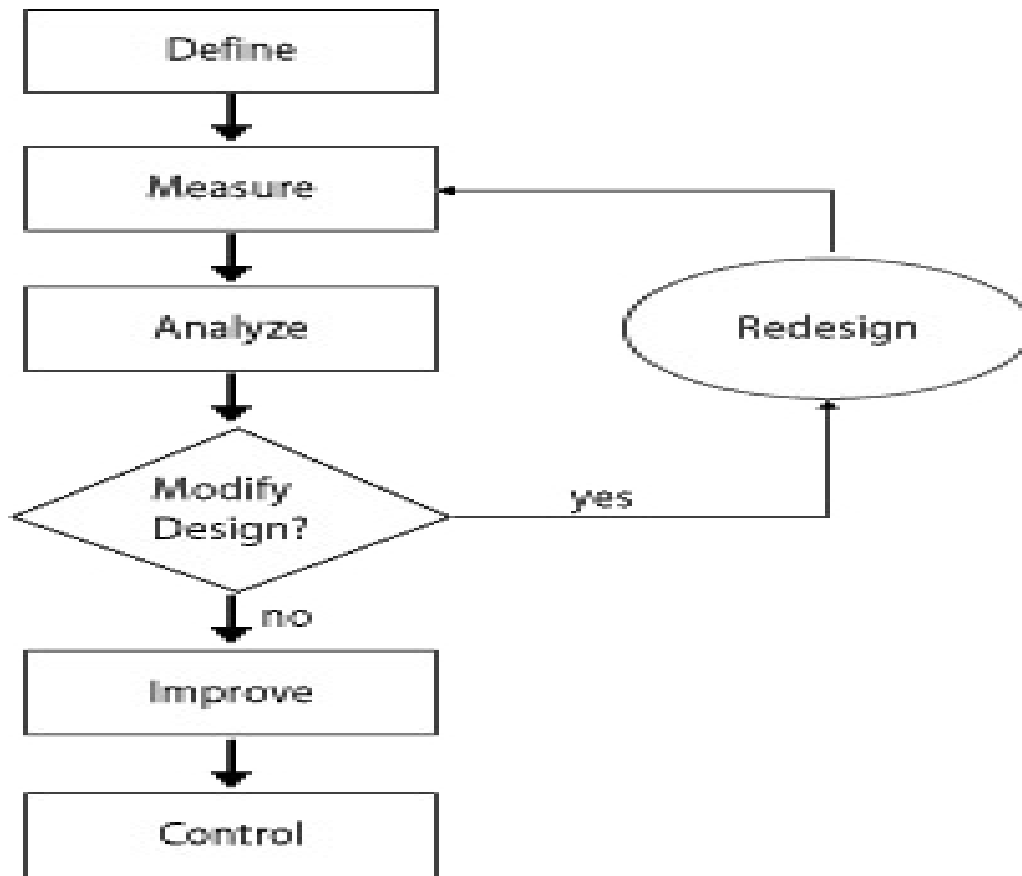 Define
Measure
Analyze
Redesign
Modify
Design?
yes
no
Improve
Control